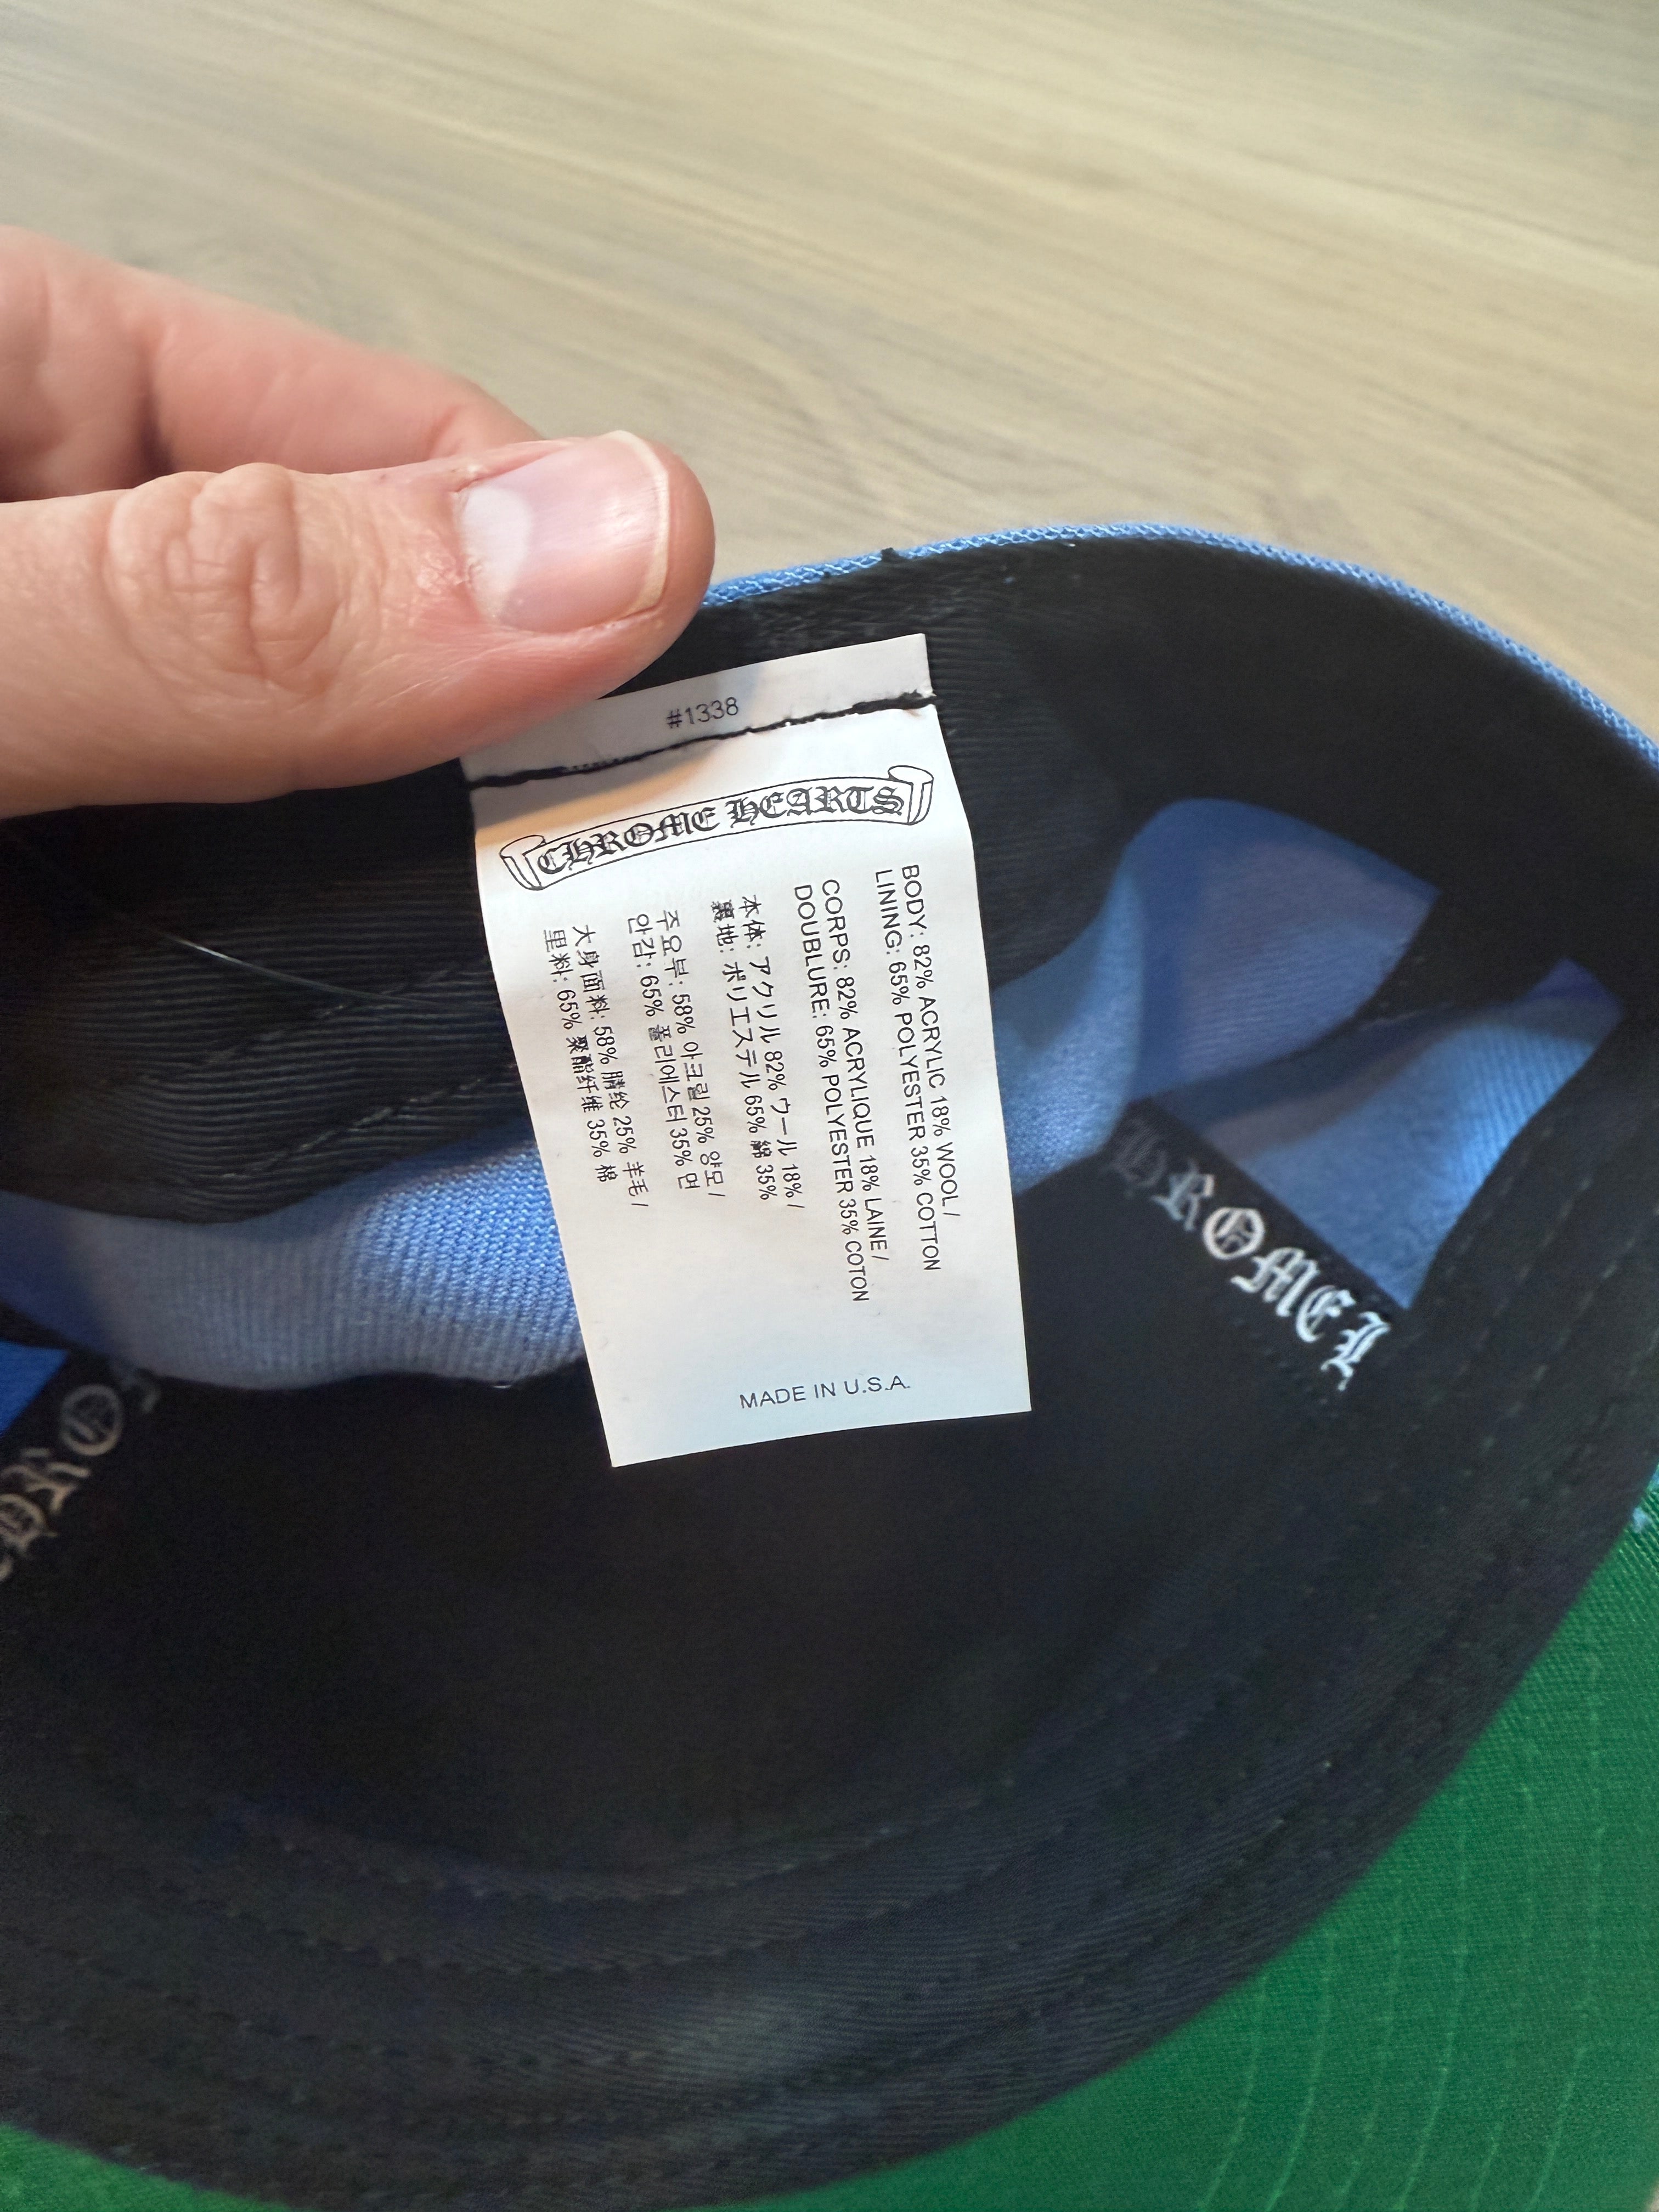 #1338
CHROME HEARTS
BODY: 82% ACRYLIC 18% WOOL /
LINING: 65% POLYESTER 35% COTTON
CORPS: 82% ACRYLIQUE 18% LAINE /
DOUBLURE: 65% POLYESTER 35% COTON
本体: アクリル 82% ウール 18% /
裏地: ポリエステル 65% 綿 35%
주요부: 58% 아크릴 25% 양모 /
안감: 65% 폴리에스터 35% 면
大身面料: 58% 腈纶 25% 羊毛 /
里料: 65% 聚酯纤维 35% 棉
MADE IN U.S.A.
HROME